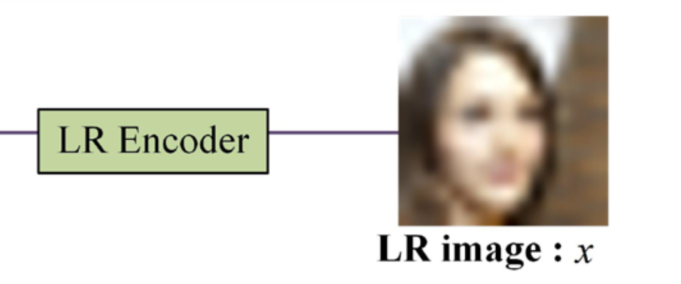 LR Encoder
LR image : x